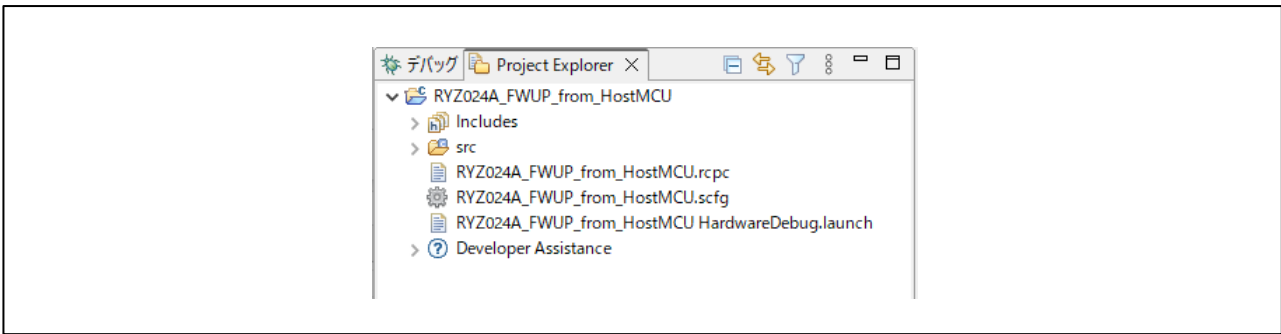 デバッグ Project Explorer
RYZ024A_FWUP_from_HostMCU
Includes
src
RYZ024A_FWUP_from_HostMCU.rcpc
RYZ024A_FWUP_from_HostMCU.scfg
RYZ024A_FWUP_from_HostMCU HardwareDebug.launch
Developer Assistance